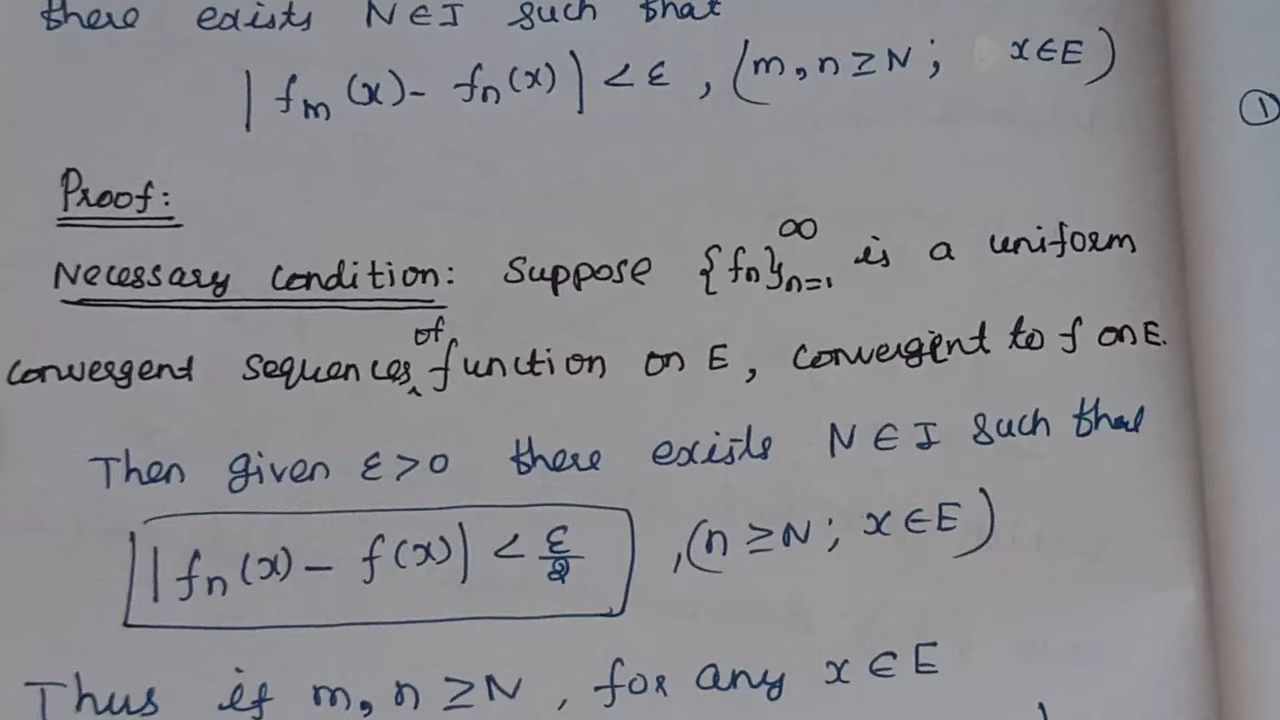 there exists N∈I such that
|fₘ(x) - fₙ(x)| < ε, (m,n ≥ N; x∈E)
①
Proof:
Necessary condition: Suppose {fₙ}ₙ₌₁^∞ is a uniform
convergent sequences of function on E, convergent to f on E.
Then given ε>0 there exists N∈I such that
|fₙ(x) - f(x)| < ε/2, (n ≥ N; x∈E)
Thus if m,n ≥ N, for any x∈E